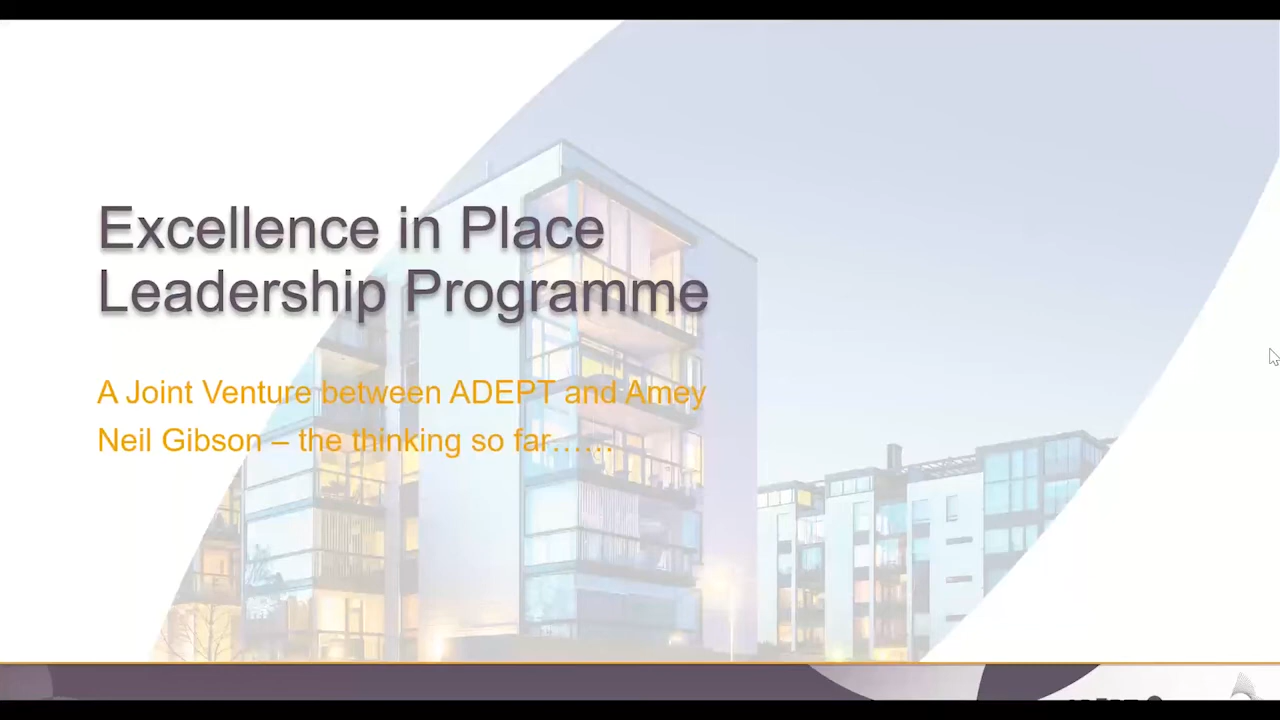 Excellence in Place
Leadership Programme
A Joint Venture between ADEPT and Amey
Neil Gibson – the thinking so far……